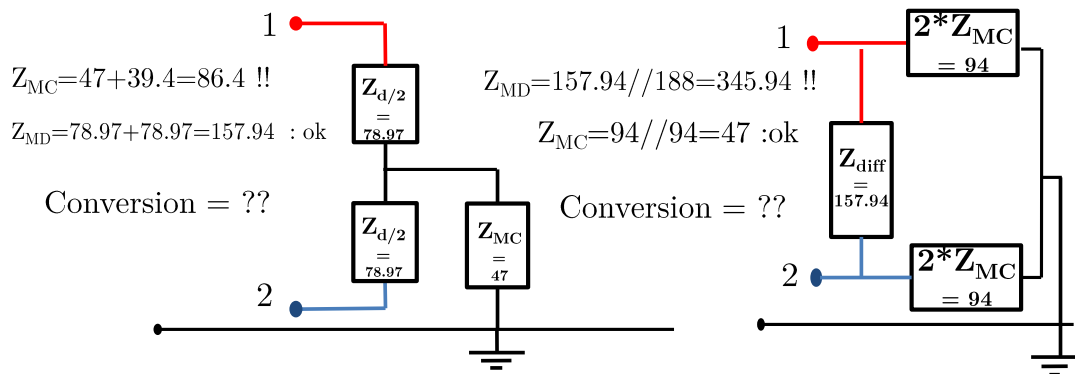 1
Z_MC=47+39.4=86.4 !!
Z_MD=78.97+78.97=157.94 : ok
Conversion = ??
Z_d/2
=
78.97
Z_d/2
=
78.97
Z_MC
=
47
2
1
2*Z_MC
= 94
Z_MD=157.94//188=345.94 !!
Z_MC=94//94=47 :ok
Conversion = ??
Z_diff
=
157.94
2
2*Z_MC
= 94